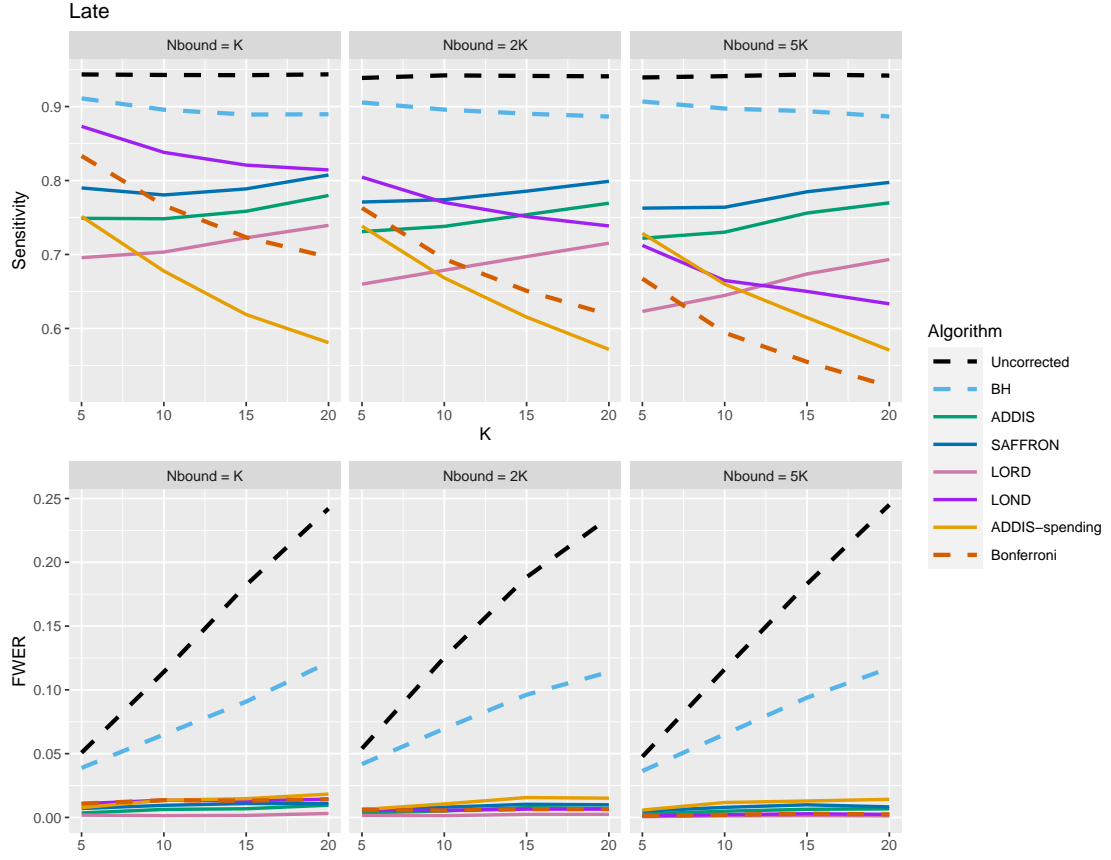 Late
Nbound = K
Nbound = 2K
Nbound = 5K
Sensitivity
0.9
0.8
0.7
0.6
5 10 15 20
5 10 15 20
5 10 15 20
K
Nbound = K
Nbound = 2K
Nbound = 5K
FWER
0.25
0.20
0.15
0.10
0.05
0.00
5 10 15 20
5 10 15 20
5 10 15 20
Algorithm
Uncorrected
BH
ADDIS
SAFFRON
LORD
LOND
ADDIS−spending
Bonferroni